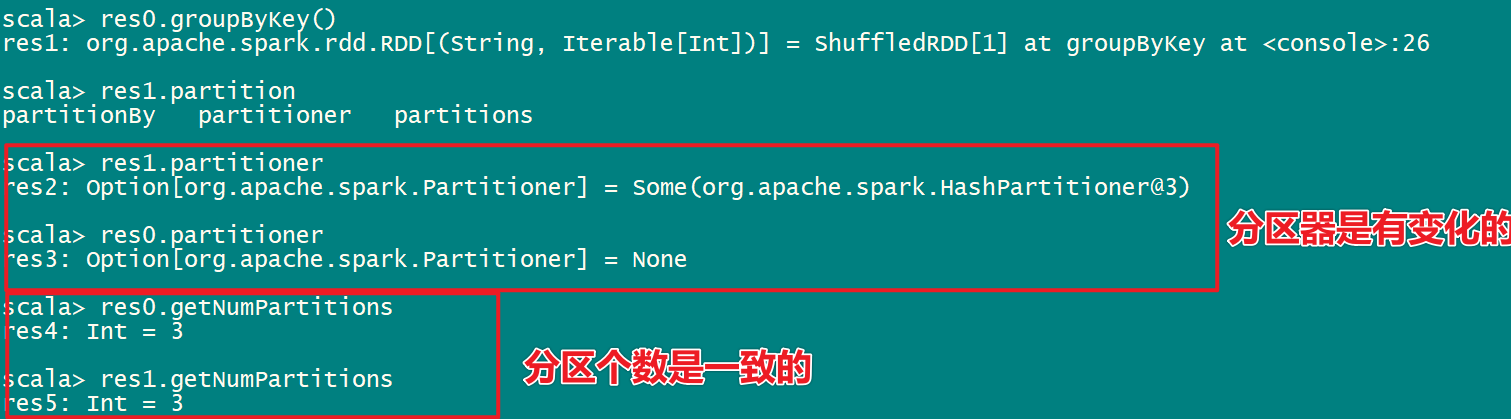 scala> res0.groupByKey()
res1: org.apache.spark.rdd.RDD[(String, Iterable[Int])] = ShuffledRDD[1] at groupByKey at <console>:26
scala> res1.partition
partitionBy   partitioner   partitions
scala> res1.partitioner
res2: Option[org.apache.spark.Partitioner] = Some(org.apache.spark.HashPartitioner@3)
分区器是有变化的
scala> res0.partitioner
res3: Option[org.apache.spark.Partitioner] = None
scala> res0.getNumPartitions
res4: Int = 3
分区个数是一致的
scala> res1.getNumPartitions
res5: Int = 3